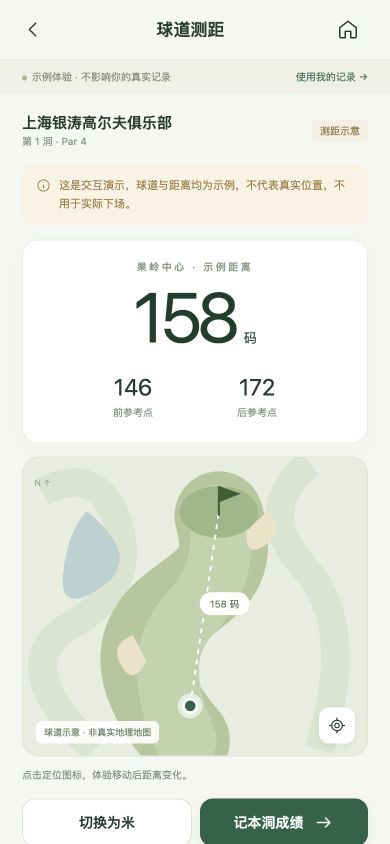 球道测距
示例体验 · 不影响你的真实记录
使用我的记录 →
上海银涛高尔夫俱乐部
第 1 洞 · Par 4
测距示意
这是交互演示，球道与距离均为示例，不代表真实位置，不
用于实际下场。
果岭中心 · 示例距离
158 码
146
172
前参考点
后参考点
N ↑
158 码
球道示意 · 非真实地理地图
点击定位图标，体验移动后距离变化。
切换为米
记本洞成绩 →